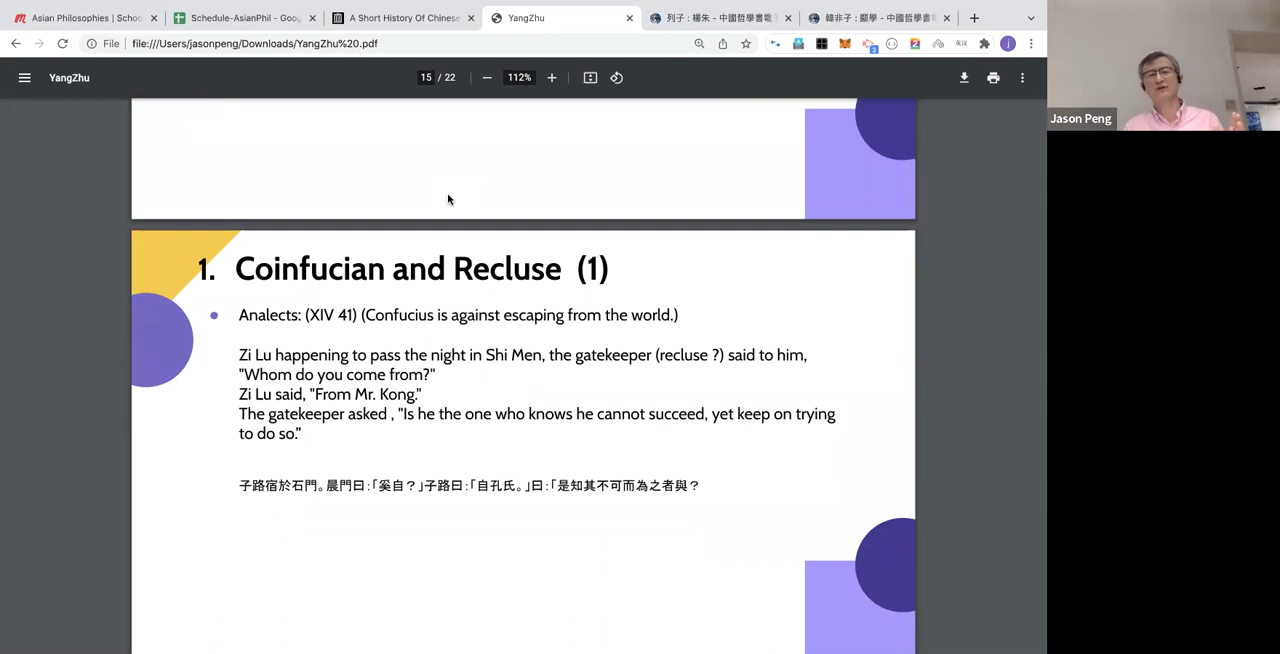 Asian Philosophies | Schoo
Schedule-AsianPhil - Goog
A Short History Of Chinese
YangZhu
列子 : 楊朱 - 中國哲學書電子
韓非子 : 顯學 - 中國哲學書
File
file:///Users/jasonpeng/Downloads/YangZhu%20.pdf
3
j
YangZhu
15 / 22
112%
Jason Peng
1. Coinfucian and Recluse (1)
Analects: (XIV 41) (Confucius is against escaping from the world.)
Zi Lu happening to pass the night in Shi Men, the gatekeeper (recluse ?) said to him,
"Whom do you come from?"
Zi Lu said, "From Mr. Kong."
The gatekeeper asked , "Is he the one who knows he cannot succeed, yet keep on trying
to do so."
子路宿於石門。晨門曰:「奚自？」子路曰:「自孔氏。」曰:「是知其不可而為之者與？